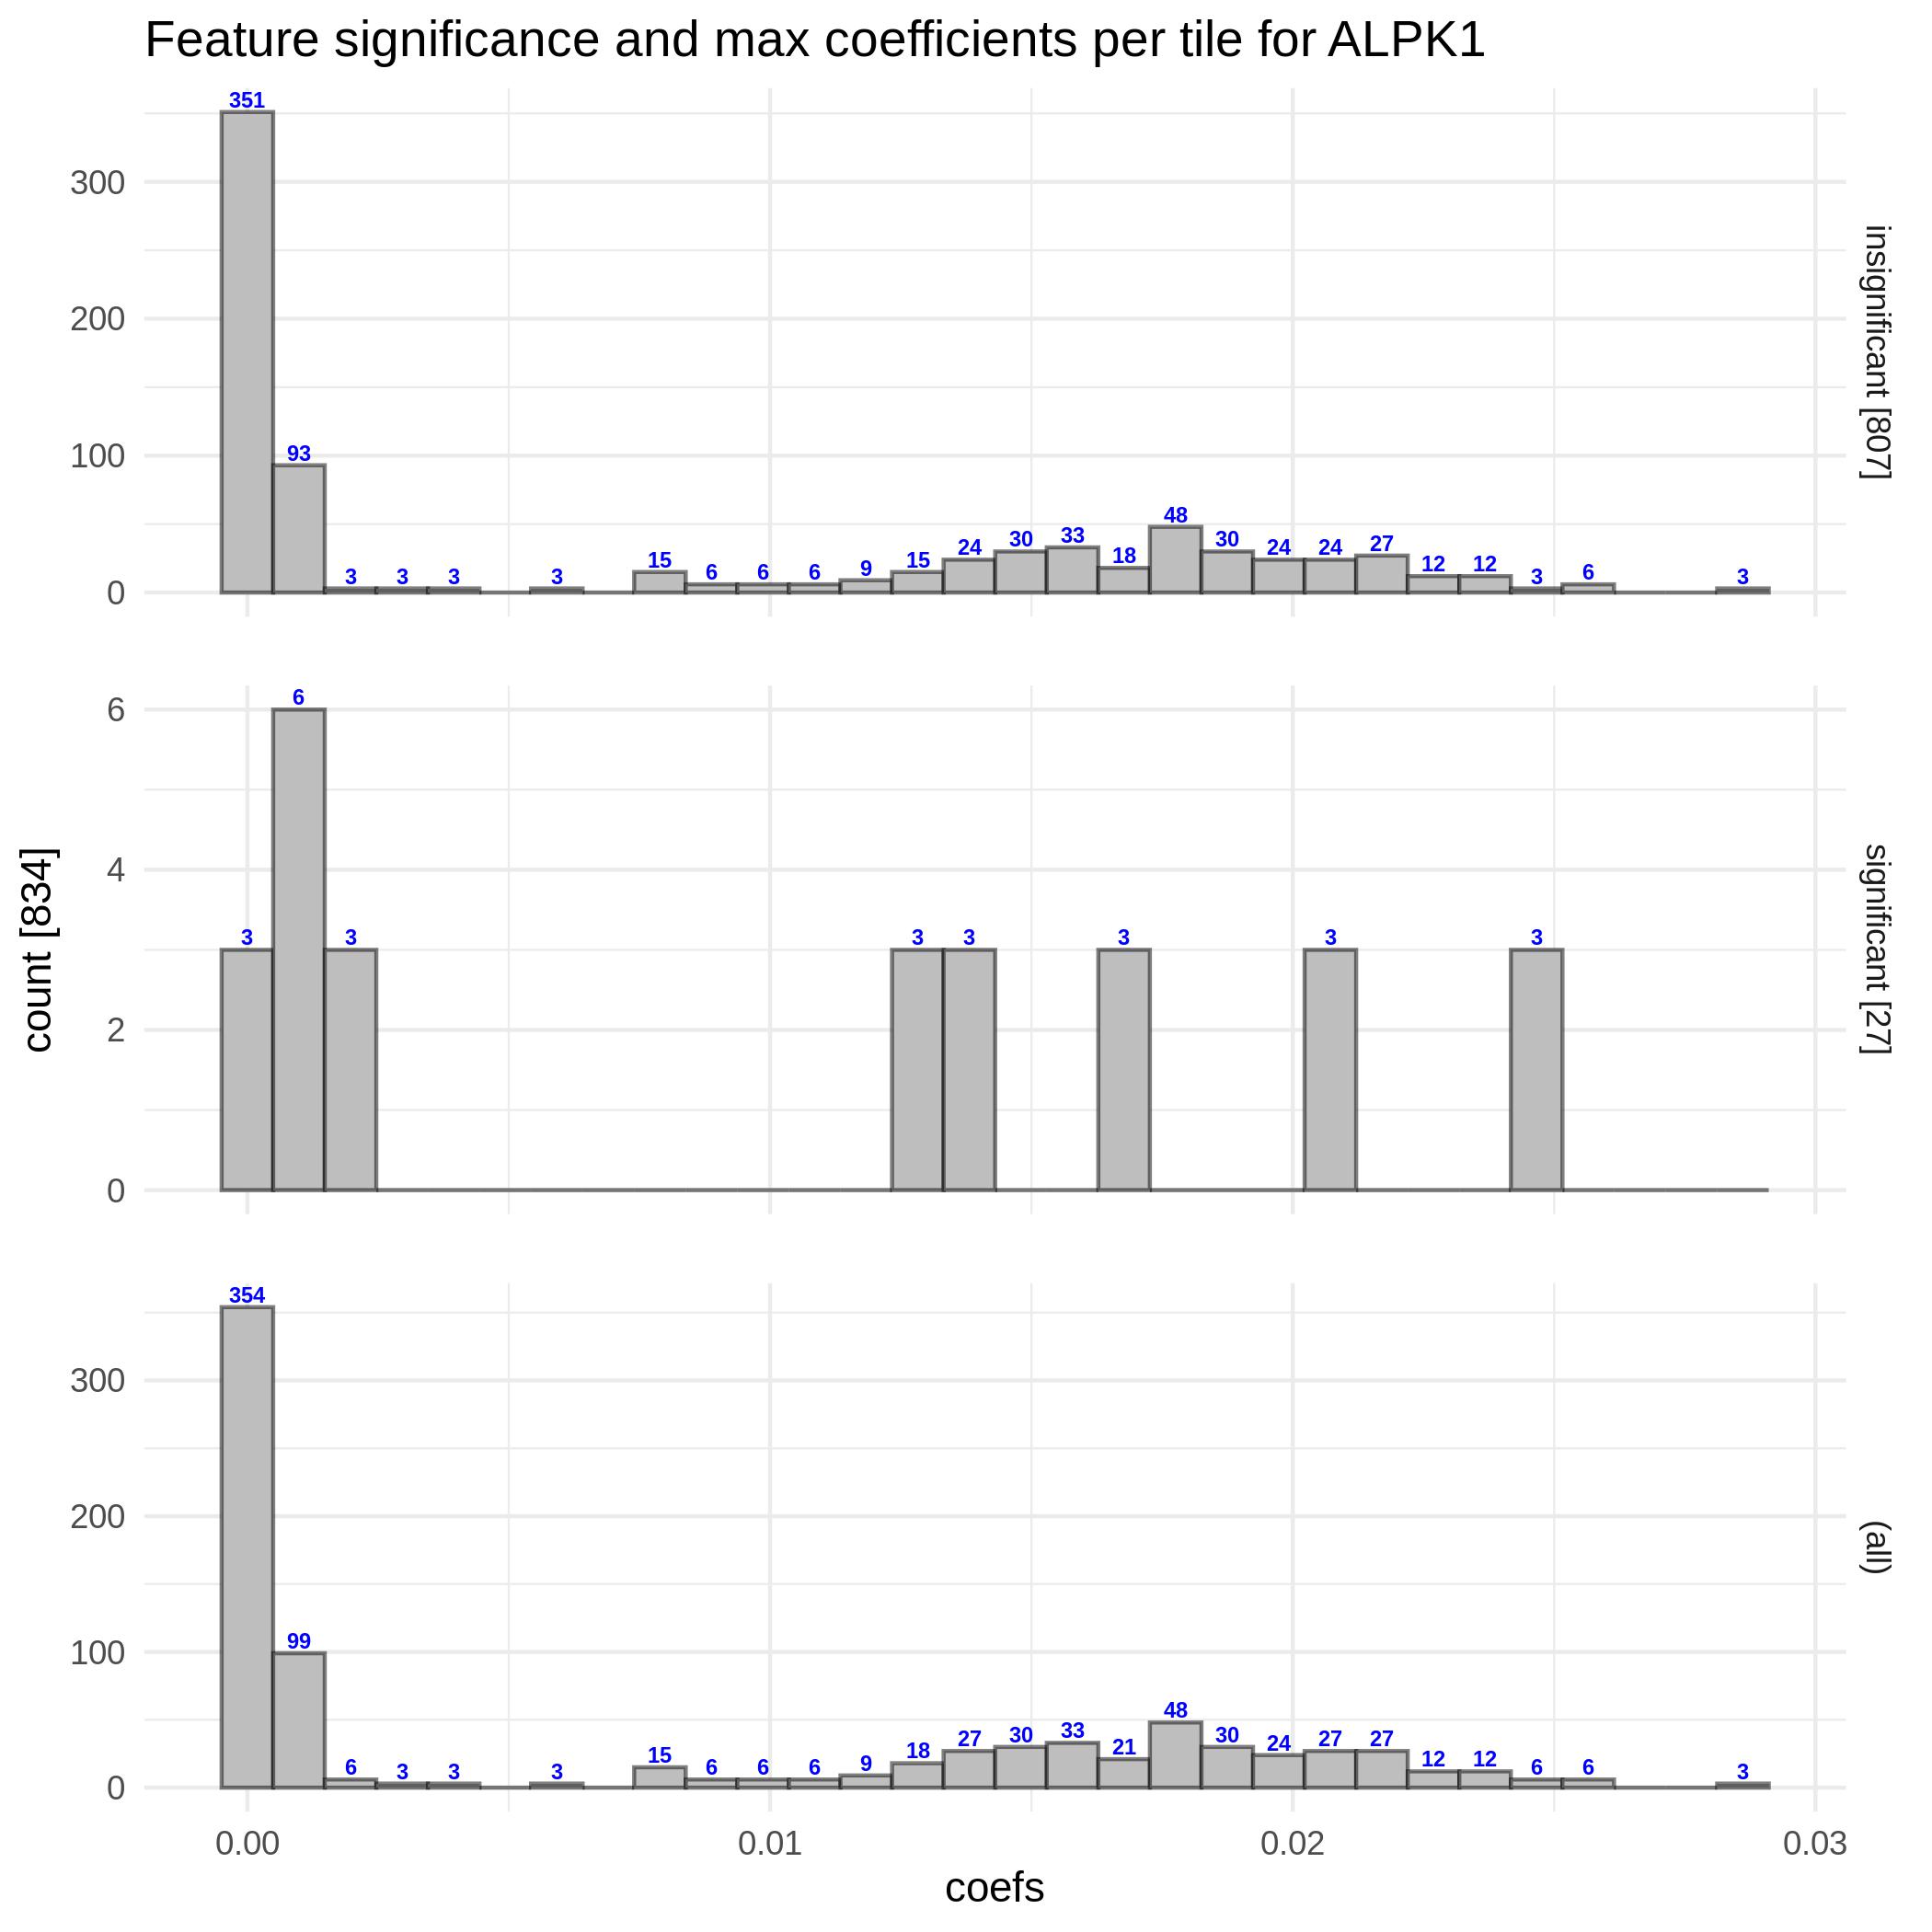 Feature significance and max coefficients per tile for ALPK1
351
93
3 3 3 3 15 6 6 6 9 15 24 30 33 18 48 30 24 24 27 12 12 3 6 3
300
200
100
0
insignificant [807]
count [834]
3 6 3 3 3 3 3 3
6
4
2
0
significant [27]
354
99
6 3 3 3 15 6 6 6 9 18 27 30 33 21 48 30 24 27 27 12 12 6 6 3
300
200
100
0
(all)
0.00 0.01 0.02 0.03
coefs